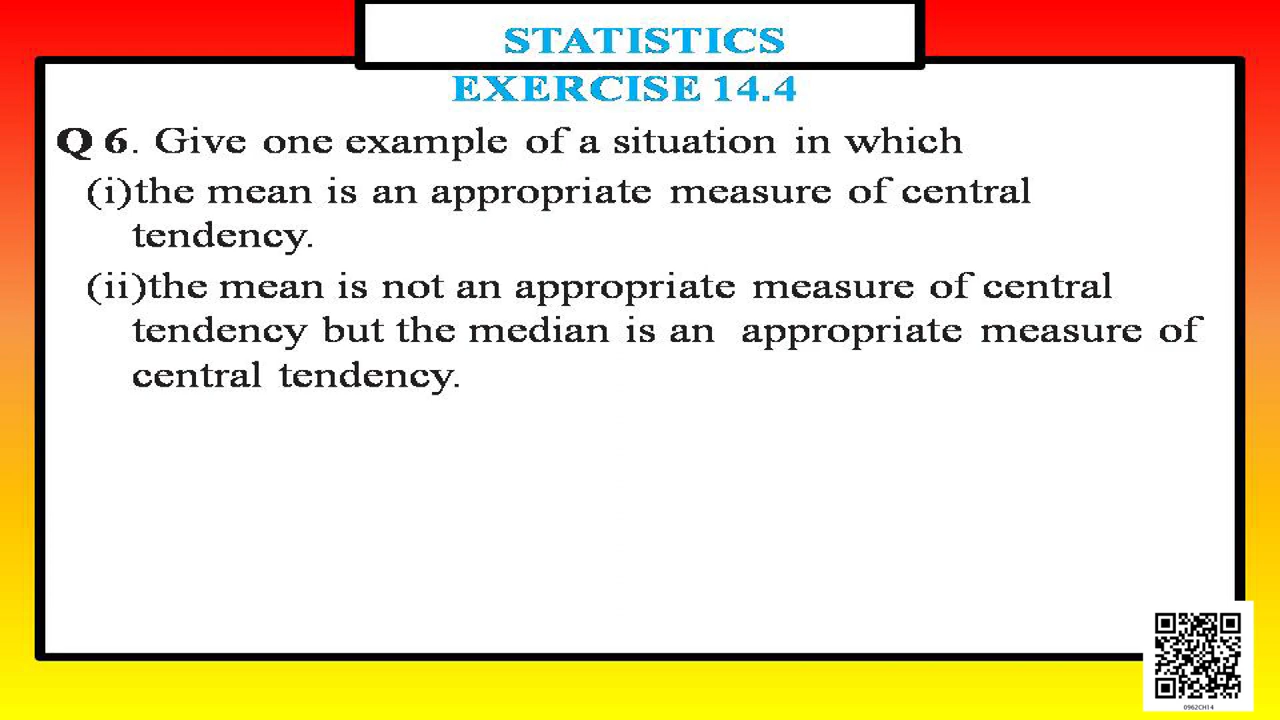 STATISTICS
EXERCISE 14.4
Q 6. Give one example of a situation in which
(i)the mean is an appropriate measure of central
tendency.
(ii)the mean is not an appropriate measure of central
tendency but the median is an appropriate measure of
central tendency.
0962CH14